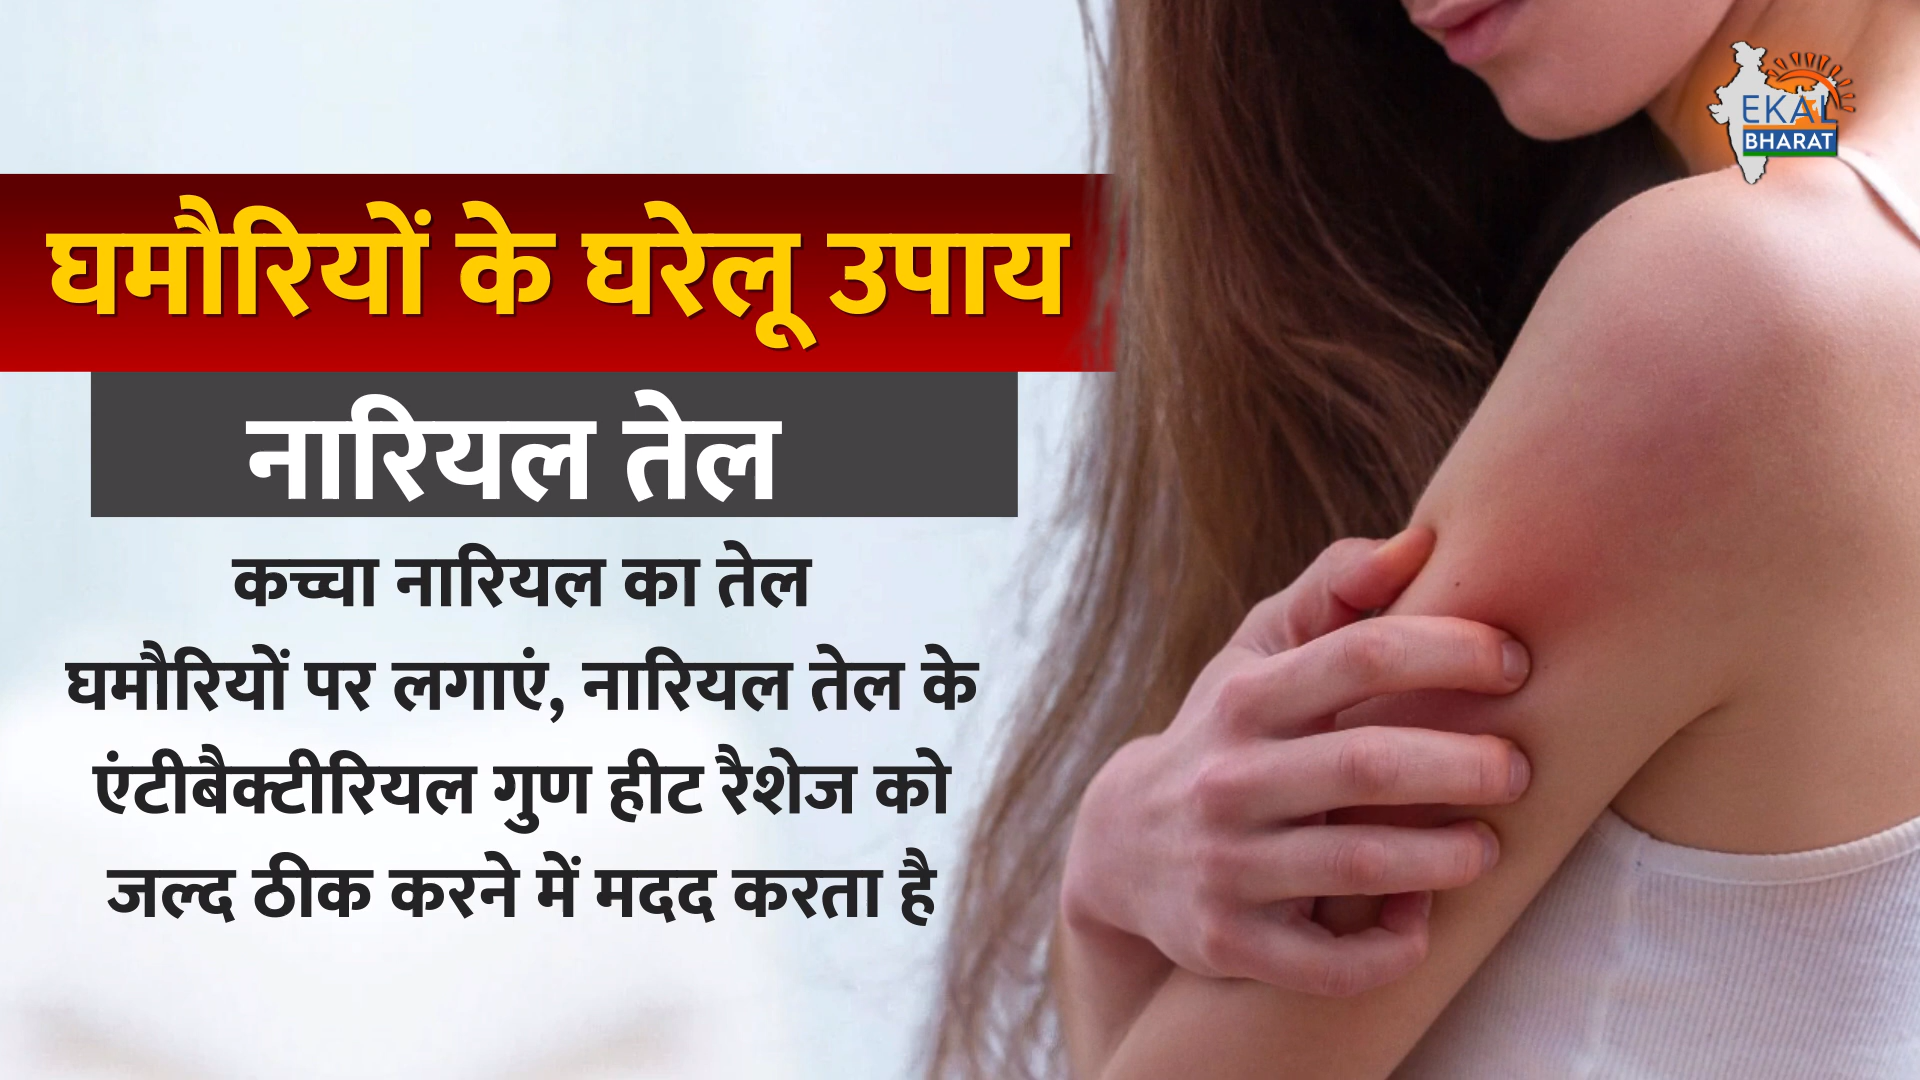 EKAL
BHARAT
घमौरियों के घरेलू उपाय
नारियल तेल
कच्चा नारियल का तेल
घमौरियों पर लगाएं, नारियल तेल के
एंटीबैक्टीरियल गुण हीट रैशेज को
जल्द ठीक करने में मदद करता है